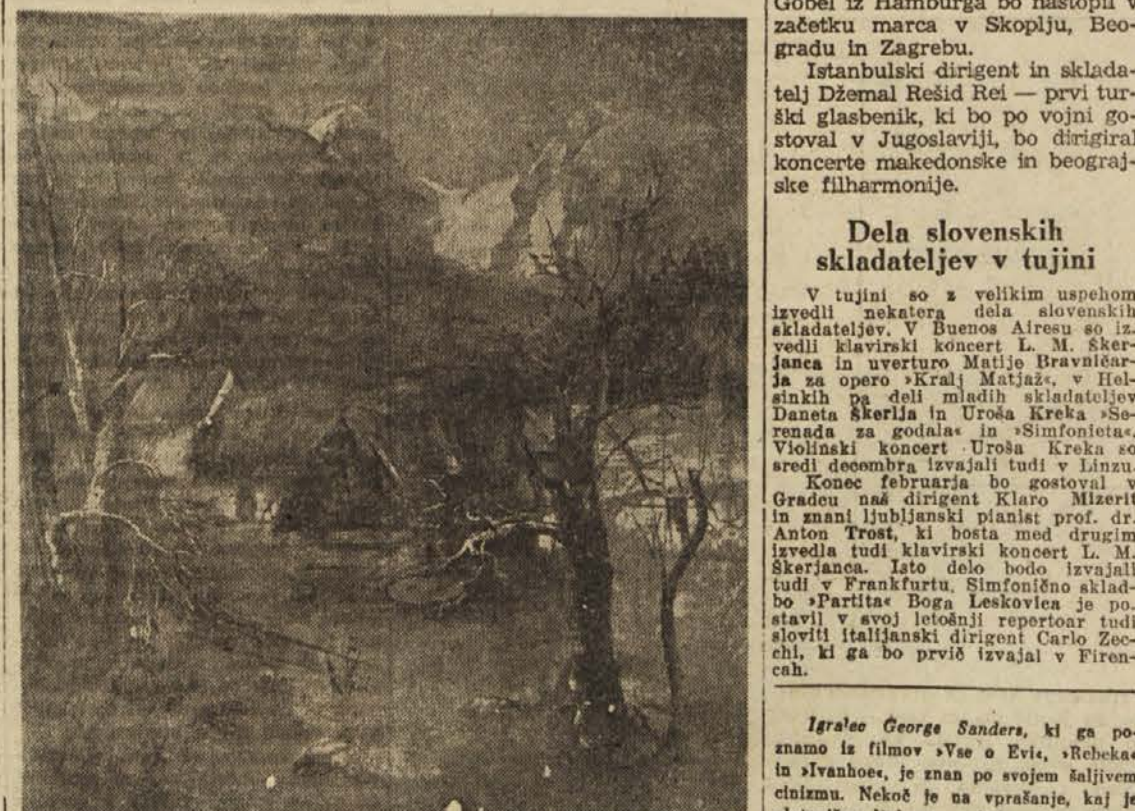 Göbel iz Hamburga bo nastopil v
začetku marca v Skoplju, Beo-
gradu in Zagrebu.
Istanbulski dirigent in sklada-
telj Džemal Rešid Rei — prvi tur-
ški glasbenik, ki bo po vojni go-
stoval v Jugoslaviji, bo dirigiral
koncerte makedonske in beograj-
ske filharmonije.
Dela slovenskih
skladateljev v tujini
V tujini so z velikim uspehom
izvedli nekatera dela slovenskih
skladateljev. V Buenos Airesu so iz.
vedli klavirski koncert L. M. Škер-
janca in uverturo Matije Bravničar-
ja za opero »Kralj Matjaž«, v Hel-
sinkih pa deli mladih skladateljev
Daneta Škerlja in Uroša Kreka »Se-
renada za godala« in »Simfonieta«.
Violinski koncert Uroša Kreka so
sredi decembra izvajali tudi v Linzu.
Konec februarja bo gostoval v
Gradcu naš dirigent Klaro Mizerit
in znani ljubljanski pianist prof. dr.
Anton Trost, ki bosta med drugim
izvedla tudi klavirski koncert L. M.
Škerjanca. Isto delo bodo izvajali
tudi v Frankfurtu. Simfonično sklad-
bo »Partita« Boga Leskovica je po.
stavil v svoj letošnji repertoar tudi
sloviti italijanski dirigent Carlo Zec-
chi, ki ga bo prvič izvajal v Firen-
cah.
Igralec George Sanders, ki ga po-
znamo iz filmov »Vse o Evi«, »Rebeka«
in »Ivanhoe«, je znan po svojem šaljivem
cinizmu. Nekoč je na vprašanje, kaj je